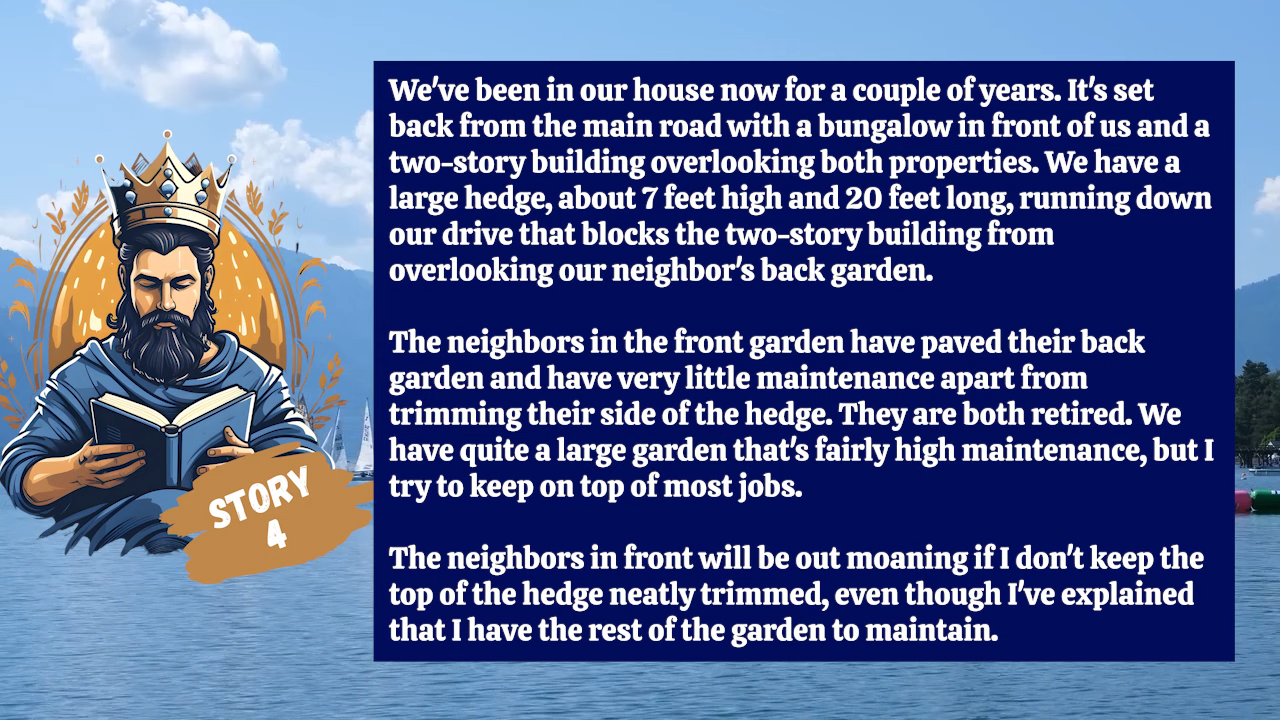 We've been in our house now for a couple of years. It's set
back from the main road with a bungalow in front of us and a
two-story building overlooking both properties. We have a
large hedge, about 7 feet high and 20 feet long, running down
our drive that blocks the two-story building from
overlooking our neighbor's back garden.
The neighbors in the front garden have paved their back
garden and have very little maintenance apart from
trimming their side of the hedge. They are both retired. We
have quite a large garden that's fairly high maintenance, but I
try to keep on top of most jobs.
The neighbors in front will be out moaning if I don't keep the
top of the hedge neatly trimmed, even though I've explained
that I have the rest of the garden to maintain.
STORY
4